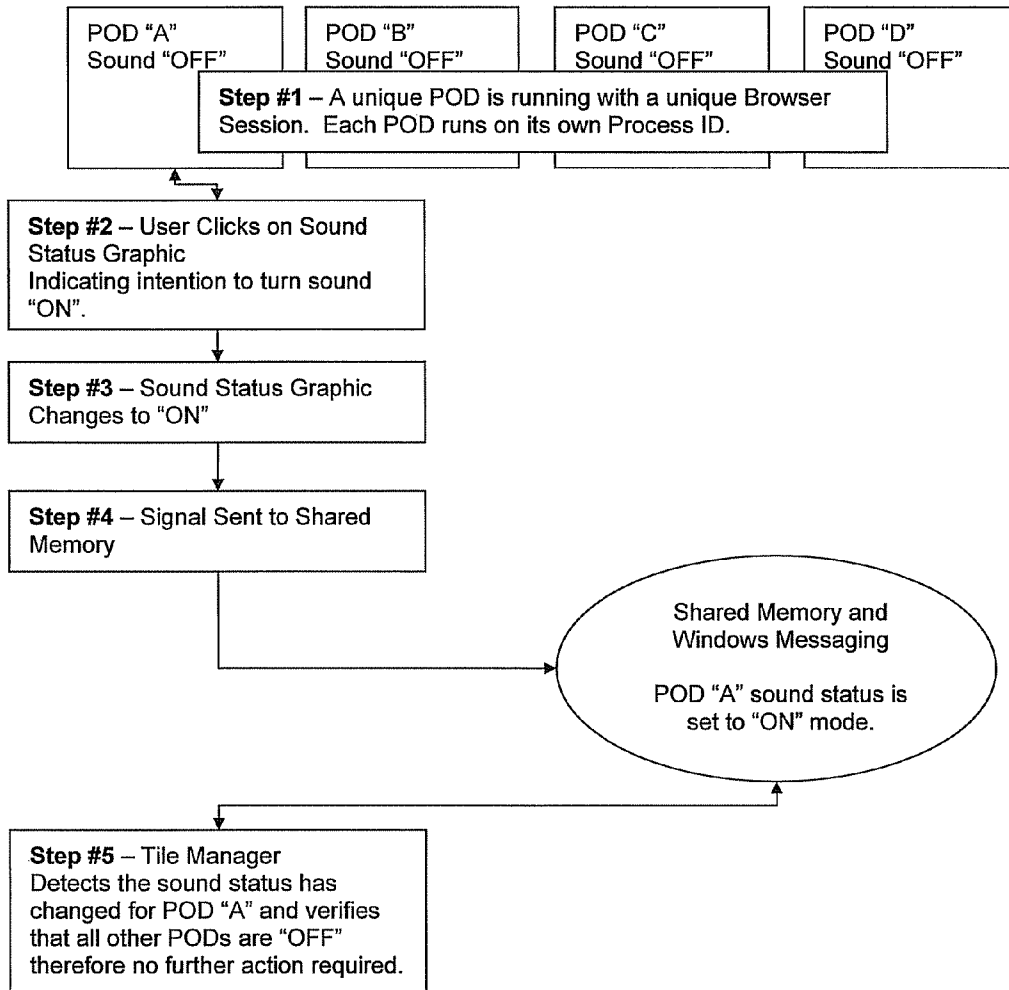 POD “A”
Sound “OFF”
POD “B”
Sound “OFF”
POD “C”
Sound “OFF”
POD “D”
Sound “OFF”
Step #1 – A unique POD is running with a unique Browser
Session. Each POD runs on its own Process ID.
Step #2 – User Clicks on Sound
Status Graphic
Indicating intention to turn sound
“ON”.
Step #3 – Sound Status Graphic
Changes to “ON”
Step #4 – Signal Sent to Shared
Memory
Shared Memory and
Windows Messaging
POD “A” sound status is
set to “ON” mode.
Step #5 – Tile Manager
Detects the sound status has
changed for POD “A” and verifies
that all other PODs are “OFF”
therefore no further action required.